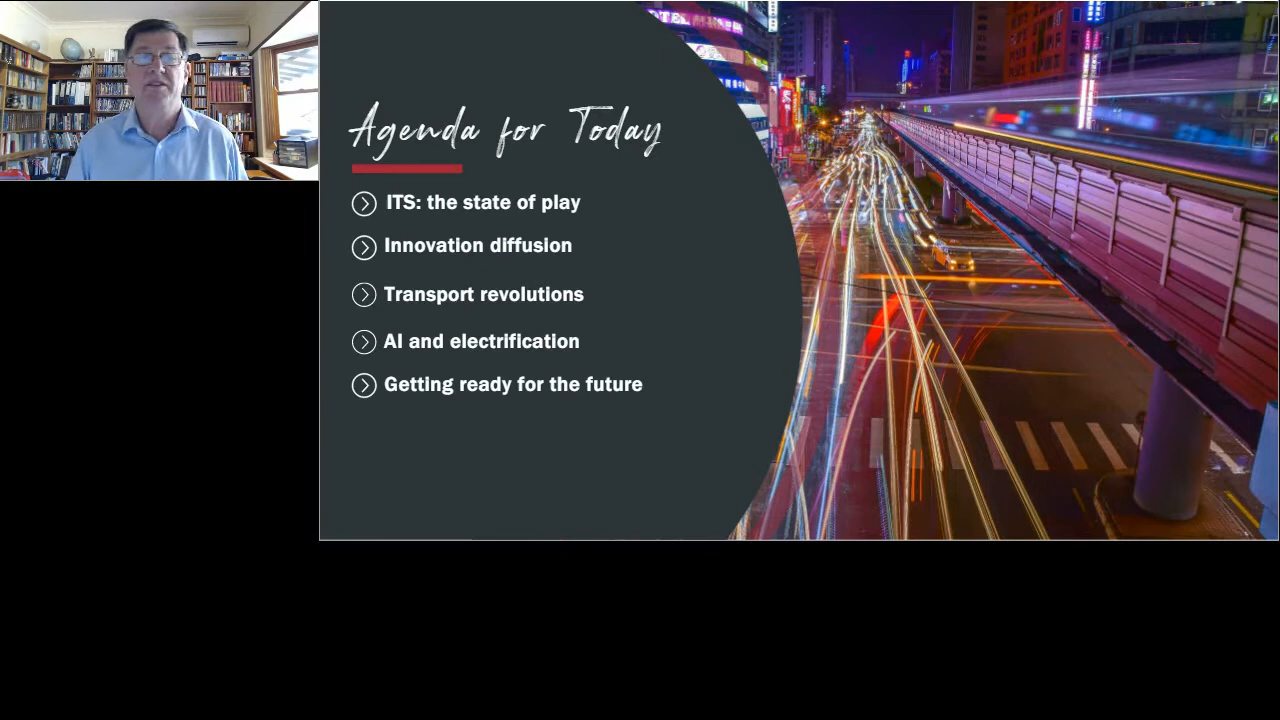 Agenda for Today
ITS: the state of play
Innovation diffusion
Transport revolutions
AI and electrification
Getting ready for the future